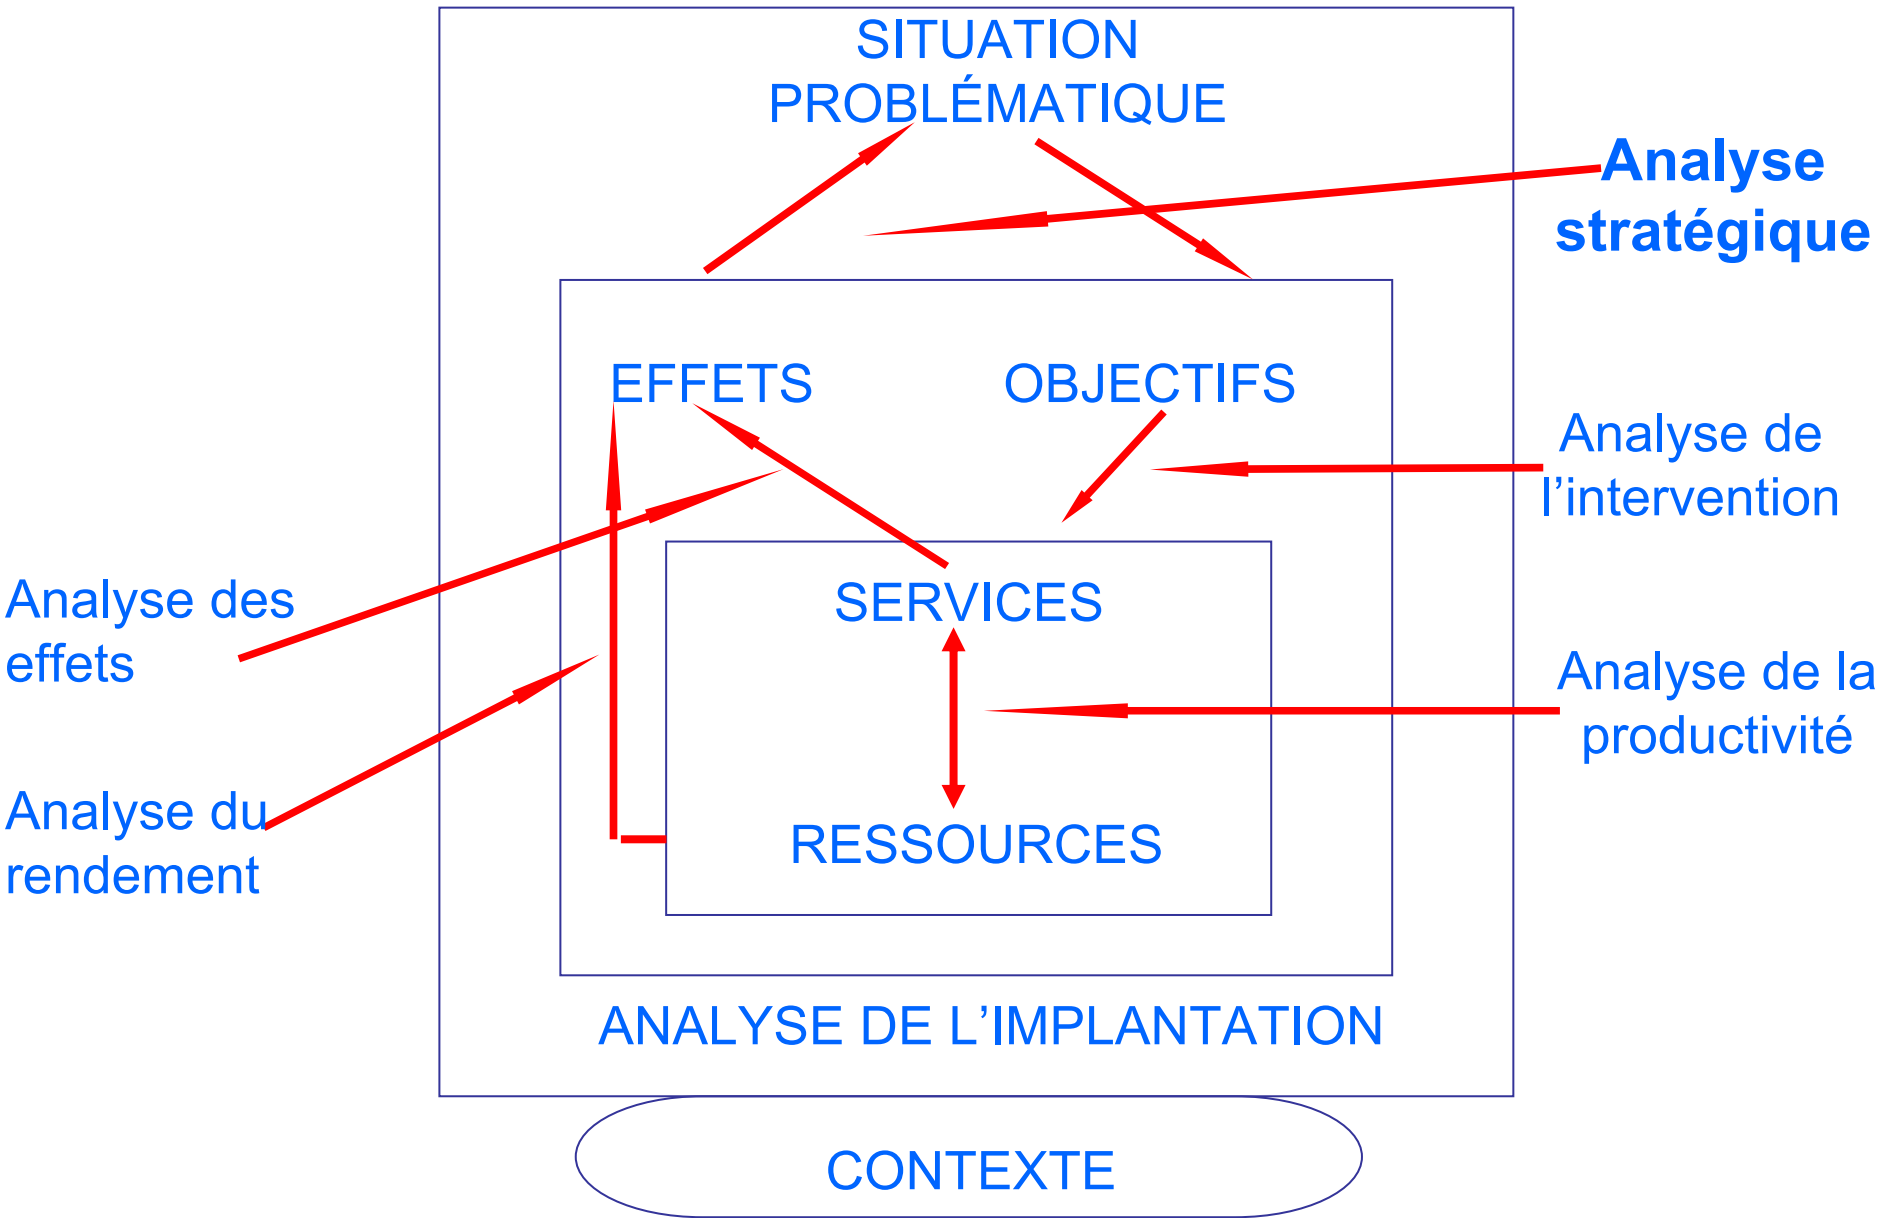 SITUATION
PROBLÉMATIQUE
Analyse
stratégique
EFFETS
OBJECTIFS
Analyse de
l’intervention
SERVICES
Analyse des
effets
Analyse de la
productivité
RESSOURCES
Analyse du
rendement
ANALYSE DE L’IMPLANTATION
CONTEXTE